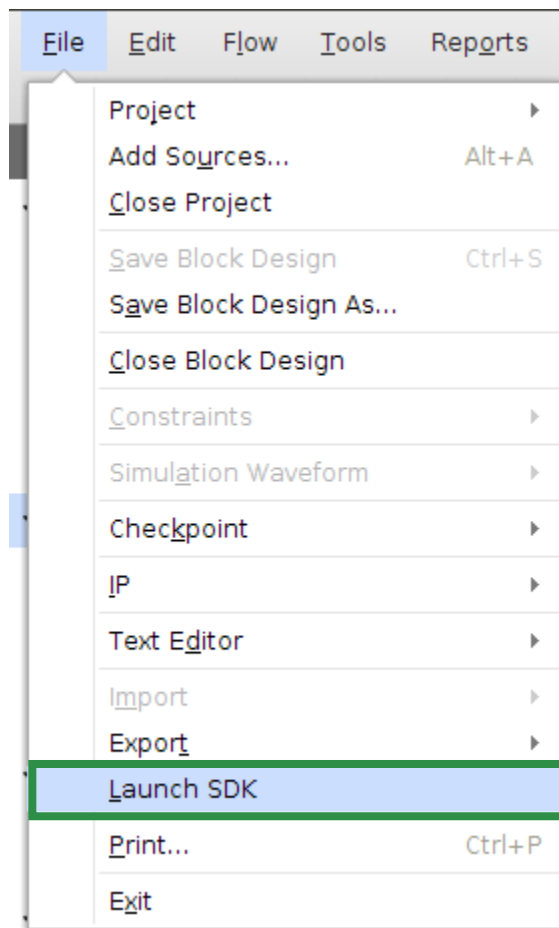 File Edit Flow Tools Reports
Project
Add Sources... Alt+A
Close Project
Save Block Design Ctrl+S
Save Block Design As...
Close Block Design
Constraints
Simulation Waveform
Checkpoint
IP
Text Editor
Import
Export
Launch SDK
Print... Ctrl+P
Exit